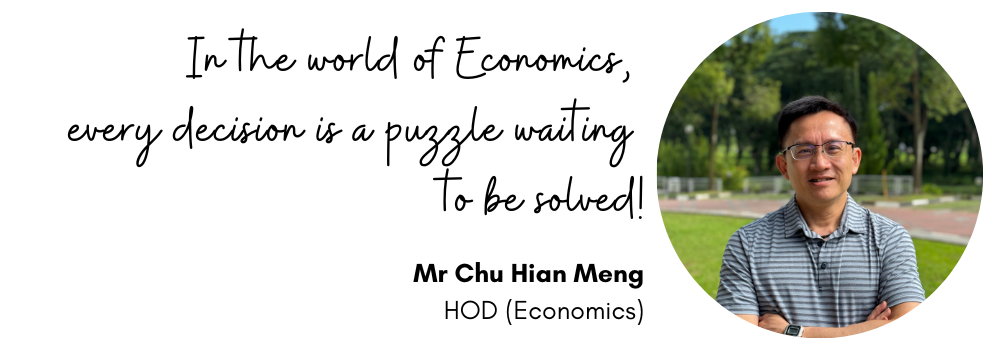 In the world of Economics,
every decision is a puzzle waiting
to be solved!
Mr Chu Hian Meng
HOD (Economics)